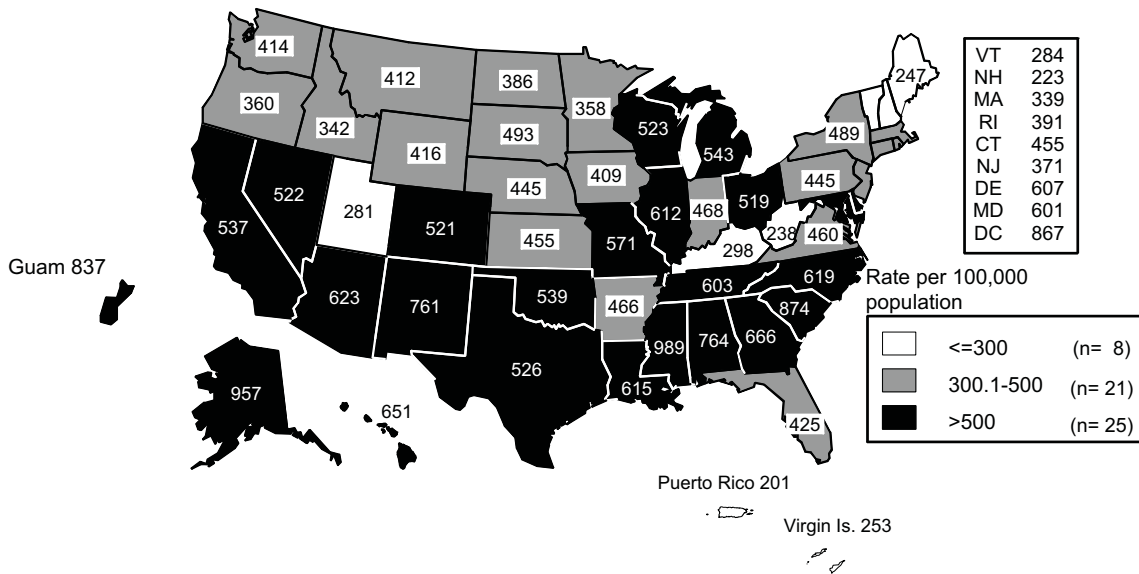 414
412
386
358
247
VT 284
NH 223
MA 339
RI 391
CT 455
NJ 371
DE 607
MD 601
DC 867
360
342
416
493
523
543
489
445
409
445
522
281
521
455
612
468
519
238
460
537
571
298
Guam 837
623
761
539
466
603
619
874
526
989
764
666
615
957
651
425
Rate per 100,000
population
<=300 (n= 8)
300.1-500 (n= 21)
>500 (n= 25)
Puerto Rico 201
Virgin Is. 253